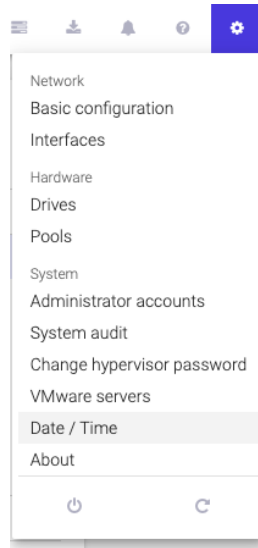 Network
Basic configuration
Interfaces
Hardware
Drives
Pools
System
Administrator accounts
System audit
Change hypervisor password
VMware servers
Date / Time
About